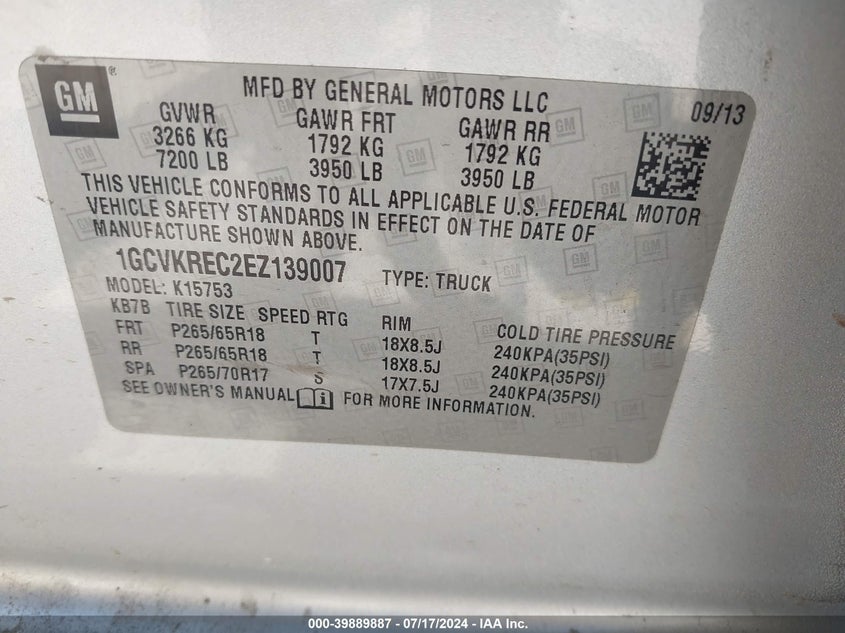 GM
MFD BY GENERAL MOTORS LLC
09/13
GVWR GAWR FRT GAWR RR
3266 KG 1792 KG 1792 KG
7200 LB 3950 LB 3950 LB
THIS VEHICLE CONFORMS TO ALL APPLICABLE U.S. FEDERAL MOTOR
VEHICLE SAFETY STANDARDS IN EFFECT ON THE DATE OF
MANUFACTURE SHOWN ABOVE.
1GCVKREC2EZ139007 TYPE: TRUCK
MODEL: K15753
KB7B TIRE SIZE SPEED RTG RIM COLD TIRE PRESSURE
FRT P265/65R18 T 18X8.5J 240KPA(35PSI)
RR P265/65R18 T 18X8.5J 240KPA(35PSI)
SPA P265/70R17 S 17X7.5J 240KPA(35PSI)
SEE OWNER'S MANUAL i FOR MORE INFORMATION.
000-39889887 - 07/17/2024 - IAA Inc.